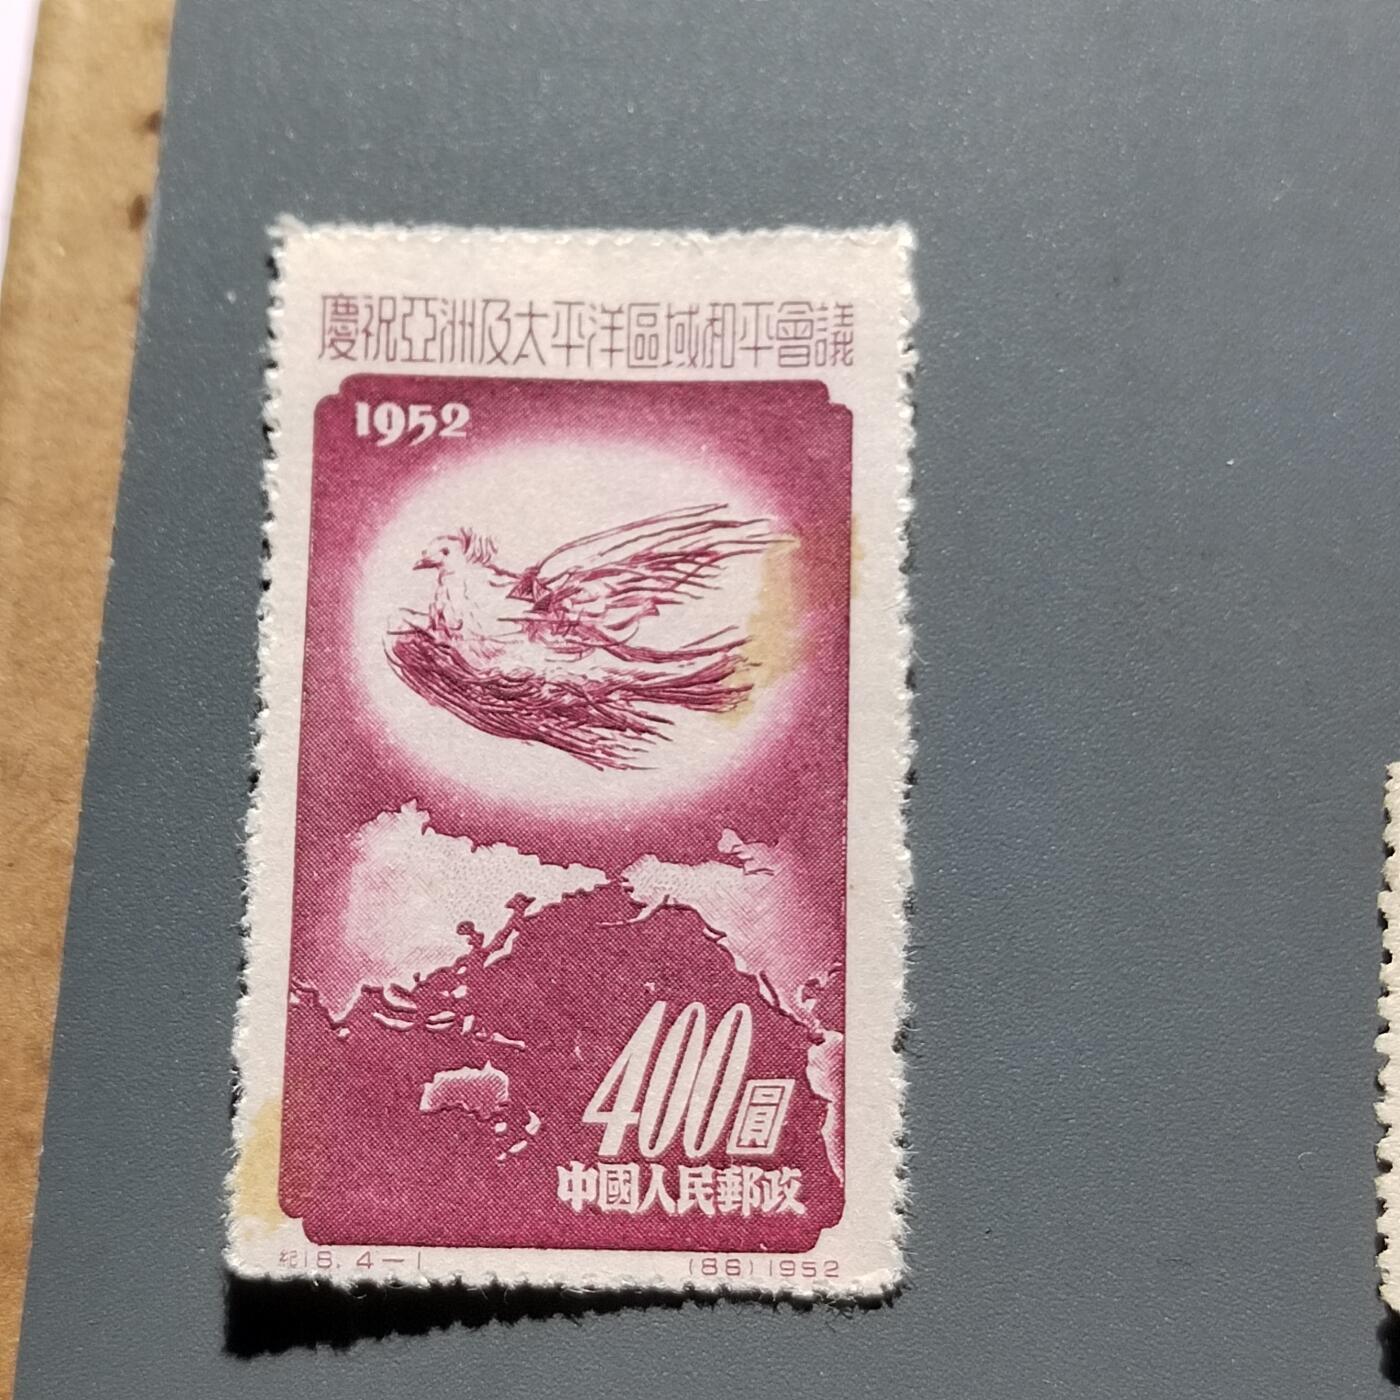 慶祝亞洲及太平洋區域和平會議
1952
400圓
中國人民郵政
紀18. 4—1
(86) 1952